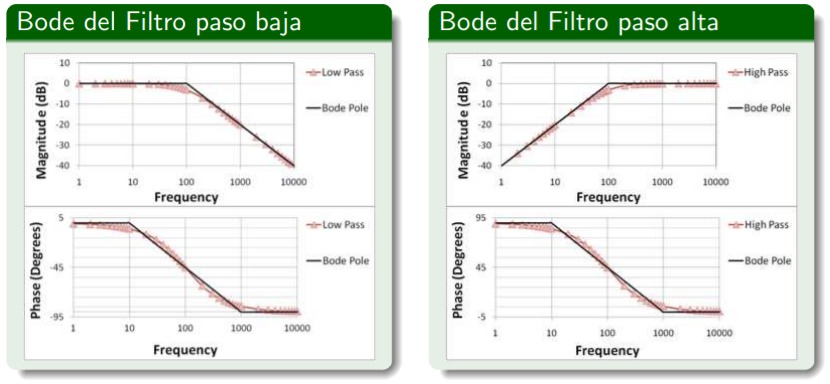 Bode del Filtro paso baja
10
0
-10
-20
-30
-40
Magnitude (dB)
1 10 100 1000 10000
Frequency
Low Pass
Bode Pole
5
-45
-95
Phase (Degrees)
1 10 100 1000 10000
Frequency
Low Pass
Bode Pole
Bode del Filtro paso alta
10
0
-10
-20
-30
-40
Magnitude (dB)
1 10 100 1000 10000
Frequency
High Pass
Bode Pole
95
45
-5
Phase (Degrees)
1 10 100 1000 10000
Frequency
High Pass
Bode Pole